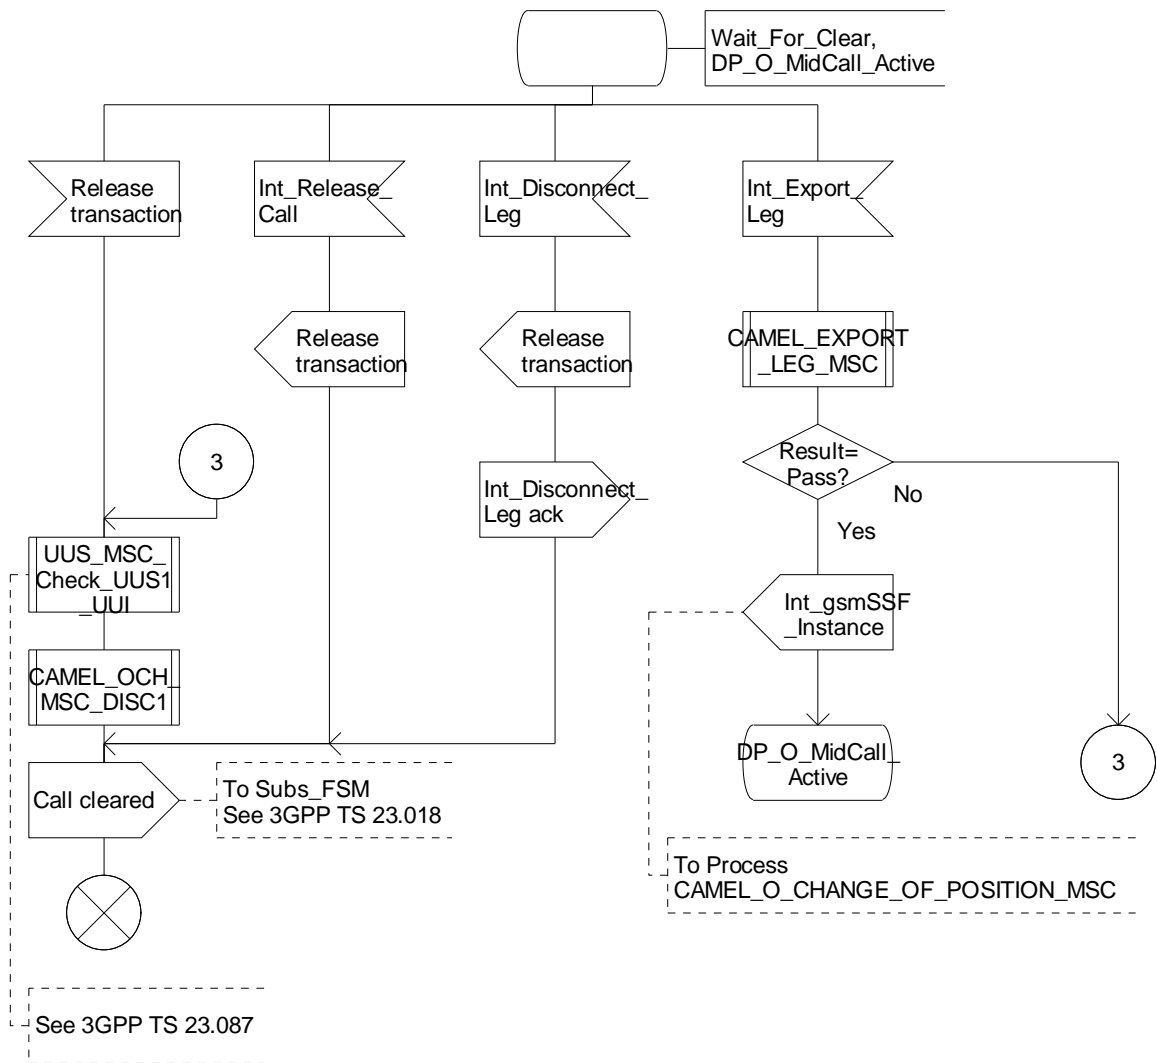 Wait_For_Clear,
DP_O_MidCall_Active
Release
transaction
Int_Release_
Call
Int_Disconnect_
Leg
Int_Export_
Leg
Release
transaction
Release
transaction
CAMEL_EXPORT
_LEG_MSC
3
Result=
Pass?
No
Int_Disconnect_
Leg ack
Yes
UUS_MSC_
Check_UUS1
_UUI
Int_gsmSSF
_Instance
CAMEL_OCH_
MSC_DISC1
DP_O_MidCall_
Active
3
Call cleared
To Subs_FSM
See 3GPP TS 23.018
To Process
CAMEL_O_CHANGE_OF_POSITION_MSC
See 3GPP TS 23.087